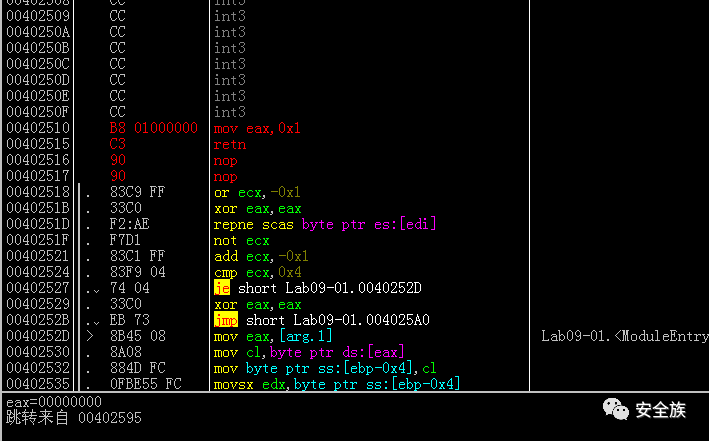 00402508 CC int3
00402509 CC int3
0040250A CC int3
0040250B CC int3
0040250C CC int3
0040250D CC int3
0040250E CC int3
0040250F CC int3
00402510 B8 01000000 mov eax,0x1
00402515 C3 retn
00402516 90 nop
00402517 90 nop
00402518 . 83C9 FF or ecx,-0x1
0040251B . 33C0 xor eax,eax
0040251D . F2:AE repne scas byte ptr es:[edi]
0040251F . F7D1 not ecx
00402521 . 83C1 FF add ecx,-0x1
00402524 . 83F9 04 cmp ecx,0x4
00402527 .⌄ 74 04 je short Lab09-01.0040252D
00402529 . 33C0 xor eax,eax
0040252B .⌄ EB 73 jmp short Lab09-01.004025A0
0040252D > 8B45 08 mov eax,[arg.1] Lab09-01.<ModuleEntry
00402530 . 8A08 mov cl,byte ptr ds:[eax]
00402532 . 884D FC mov byte ptr ss:[ebp-0x4],cl
00402535 . 0FBE55 FC movsx edx,byte ptr ss:[ebp-0x4]
eax=00000000
跳转来自 00402595
安全族